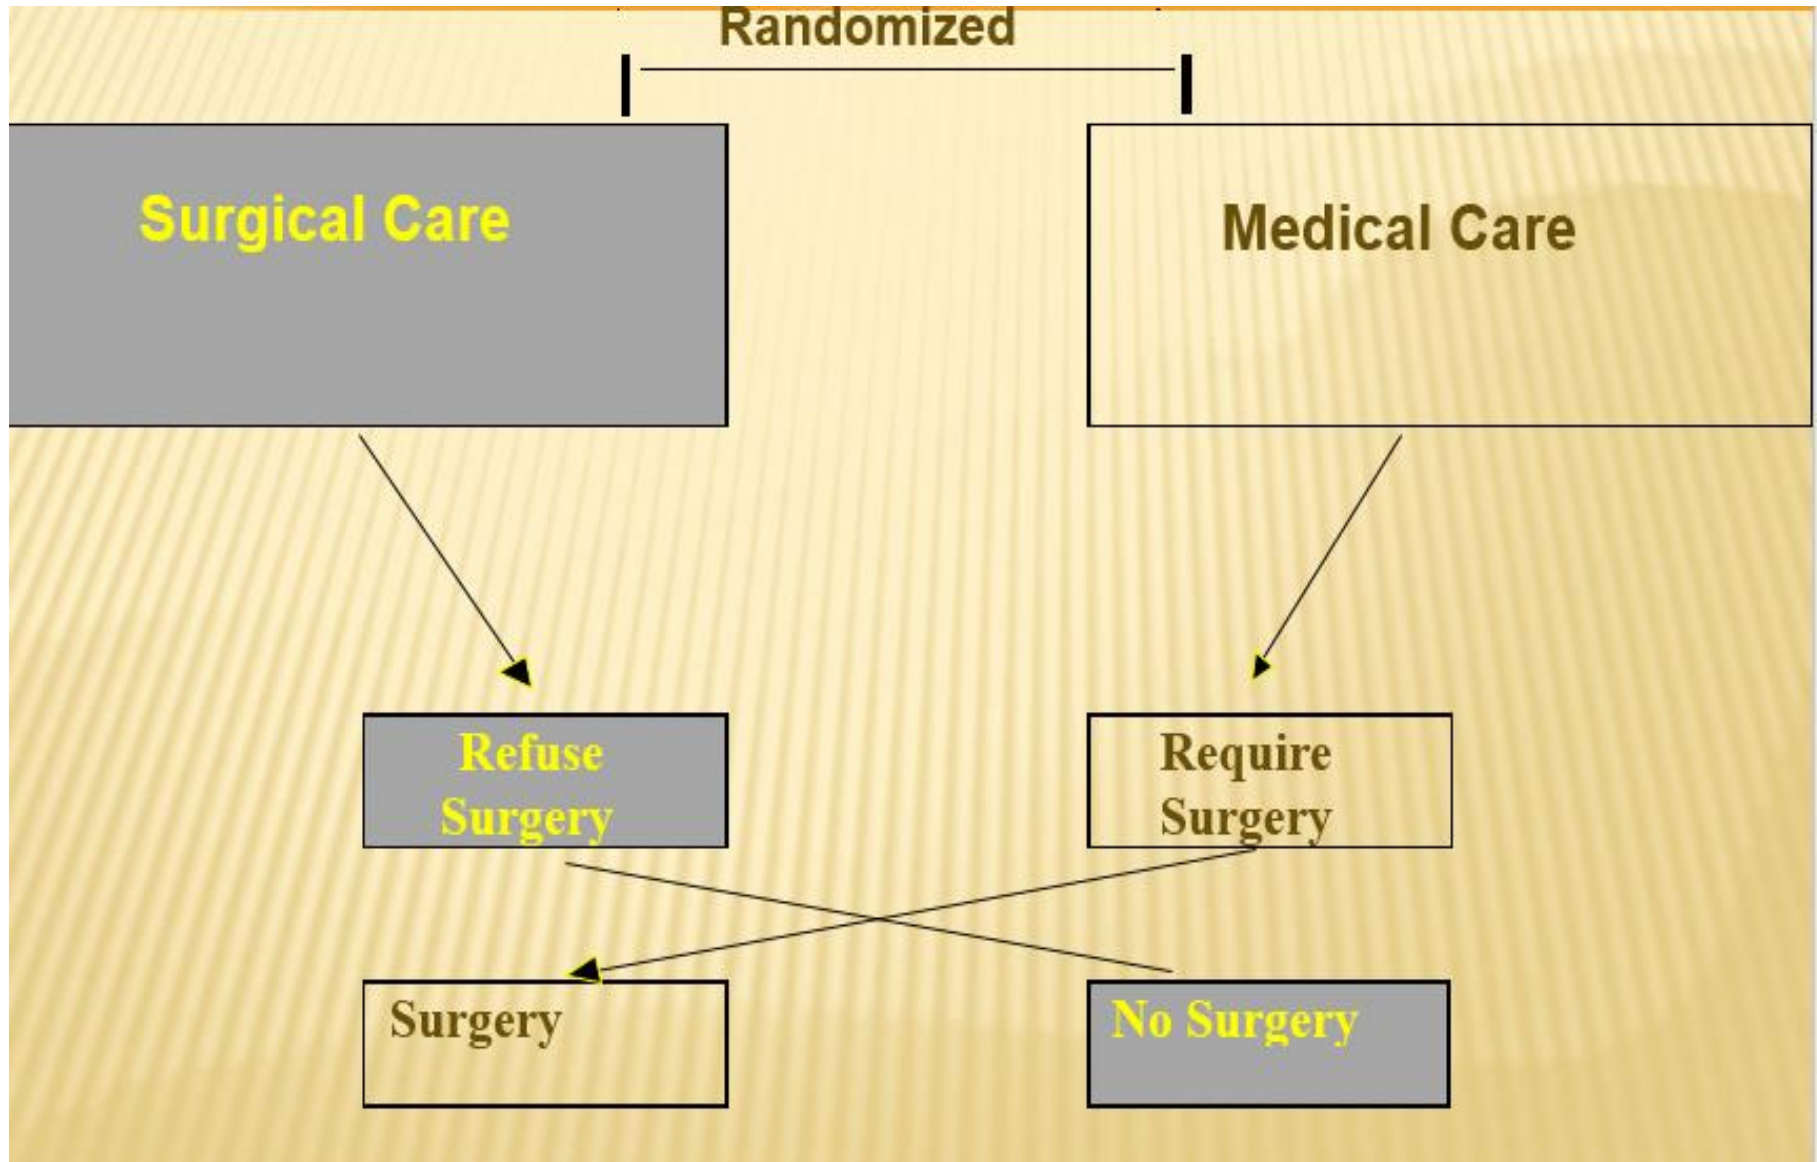 Randomized
Surgical Care
Medical Care
Refuse
Surgery
Require
Surgery
Surgery
No Surgery